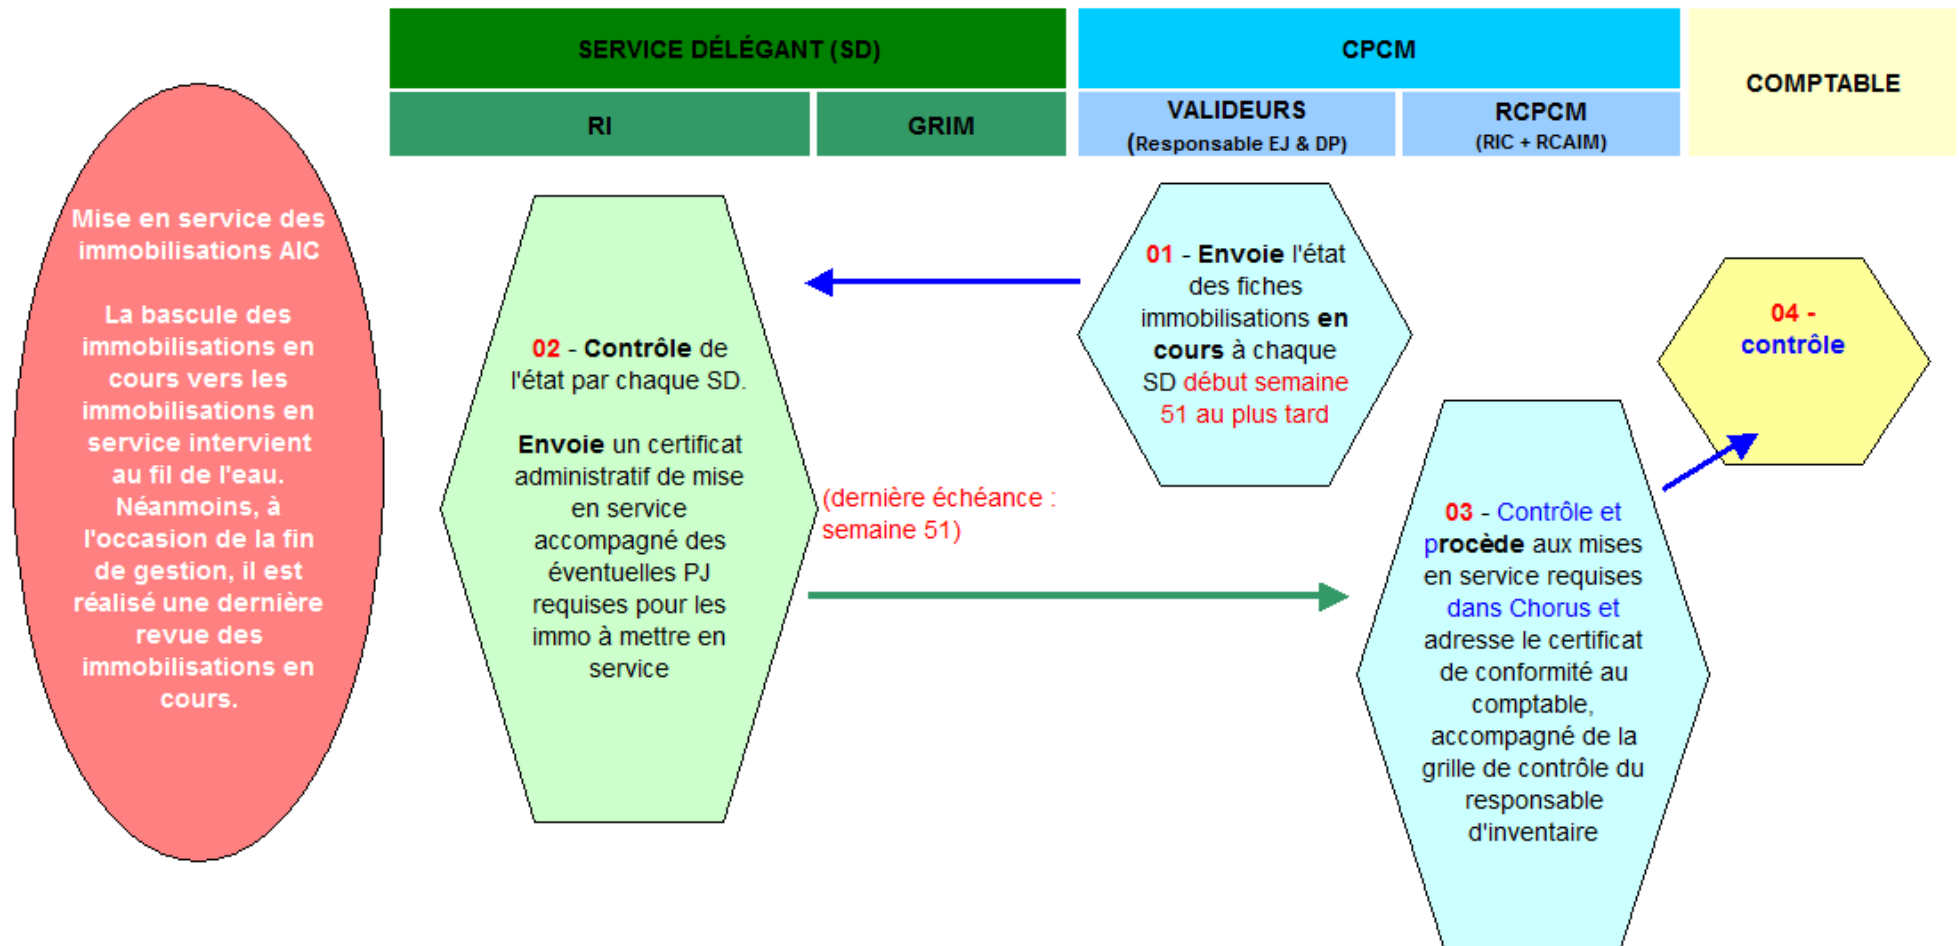 SERVICE DÉLÉGANT (SD)
CPCM
COMPTABLE
RI
GRIM
VALIDEURS
(Responsable EJ & DP)
RCPCM
(RIC + RCAIM)
Mise en service des
immobilisations AIC
La bascule des
immobilisations en
cours vers les
immobilisations en
service intervient
au fil de l'eau.
Néanmoins, à
l'occasion de la fin
de gestion, il est
réalisé une dernière
revue des
immobilisations en
cours.
01 - Envoie l'état
des fiches
immobilisations en
cours à chaque
SD début semaine
51 au plus tard
02 - Contrôle de
l'état par chaque SD.
Envoie un certificat
administratif de mise
en service
accompagné des
éventuelles PJ
requises pour les
immo à mettre en
service
(dernière échéance :
semaine 51)
03 - Contrôle et
procède aux mises
en service requises
dans Chorus et
adresse le certificat
de conformité au
comptable,
accompagné de la
grille de contrôle du
responsable
d'inventaire
04 -
contrôle